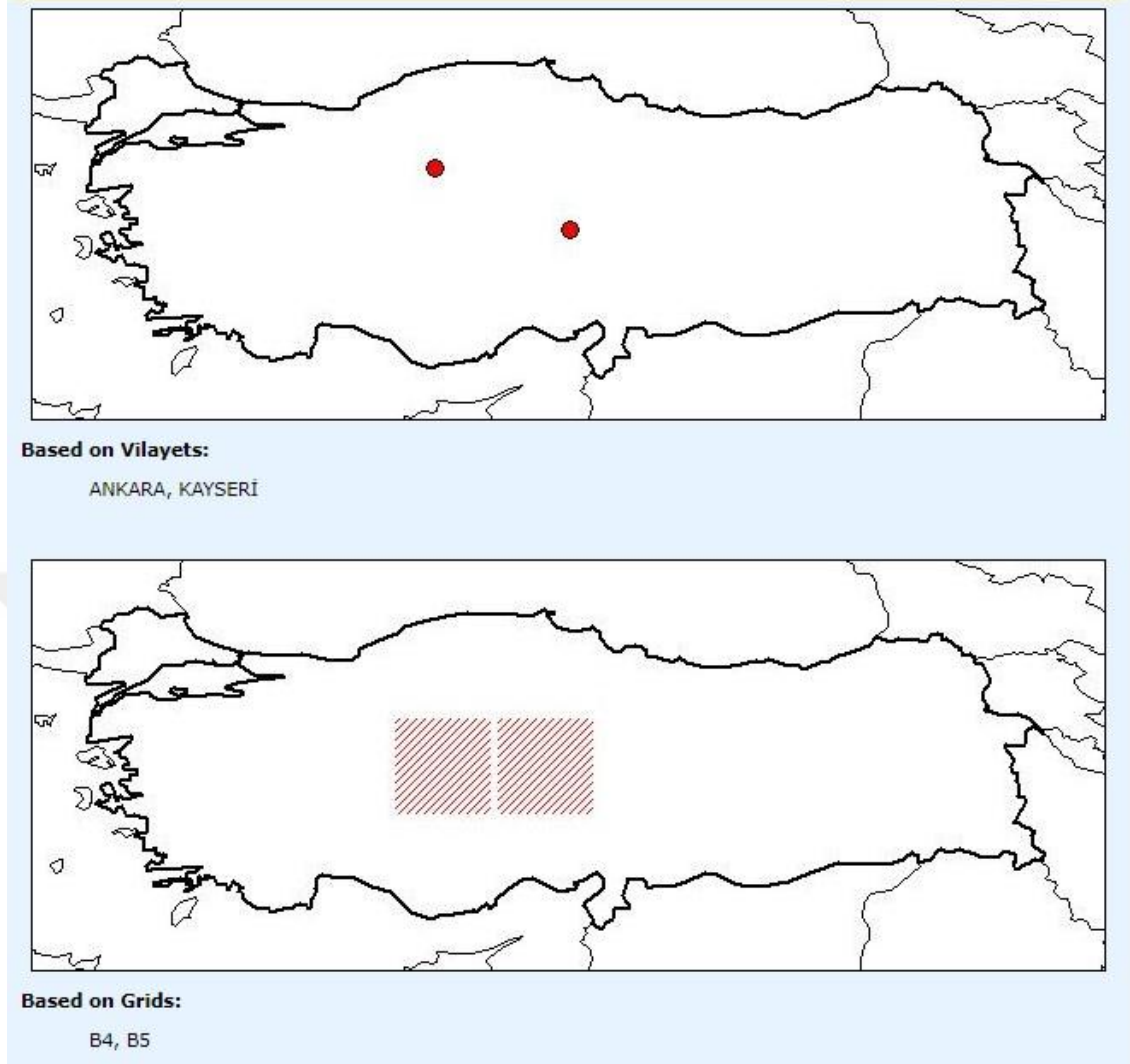 Based on Vilayets:
ANKARA, KAYSERİ
Based on Grids:
B4, B5